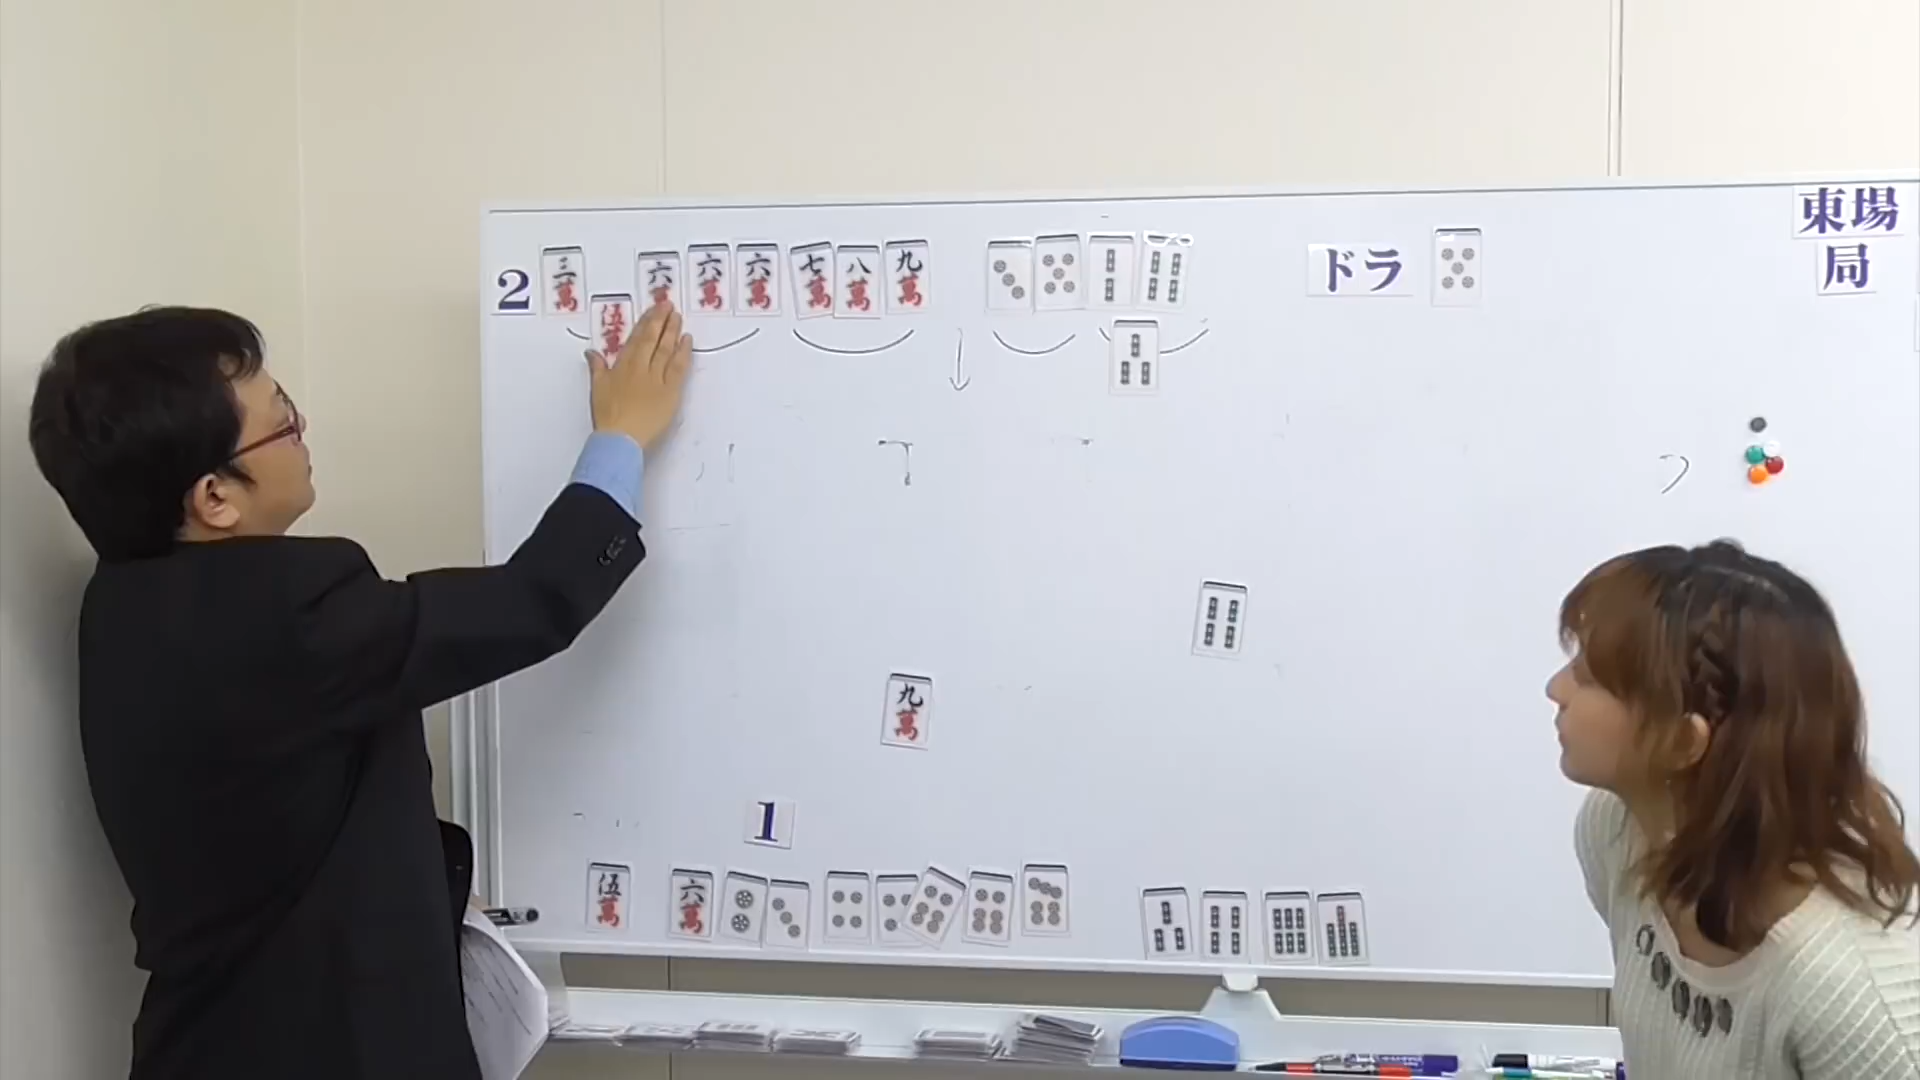 東場
局
2 三萬 伍萬 六萬 六萬 六萬 七萬 八萬 九萬
ドラ
九萬
1
伍萬 六萬